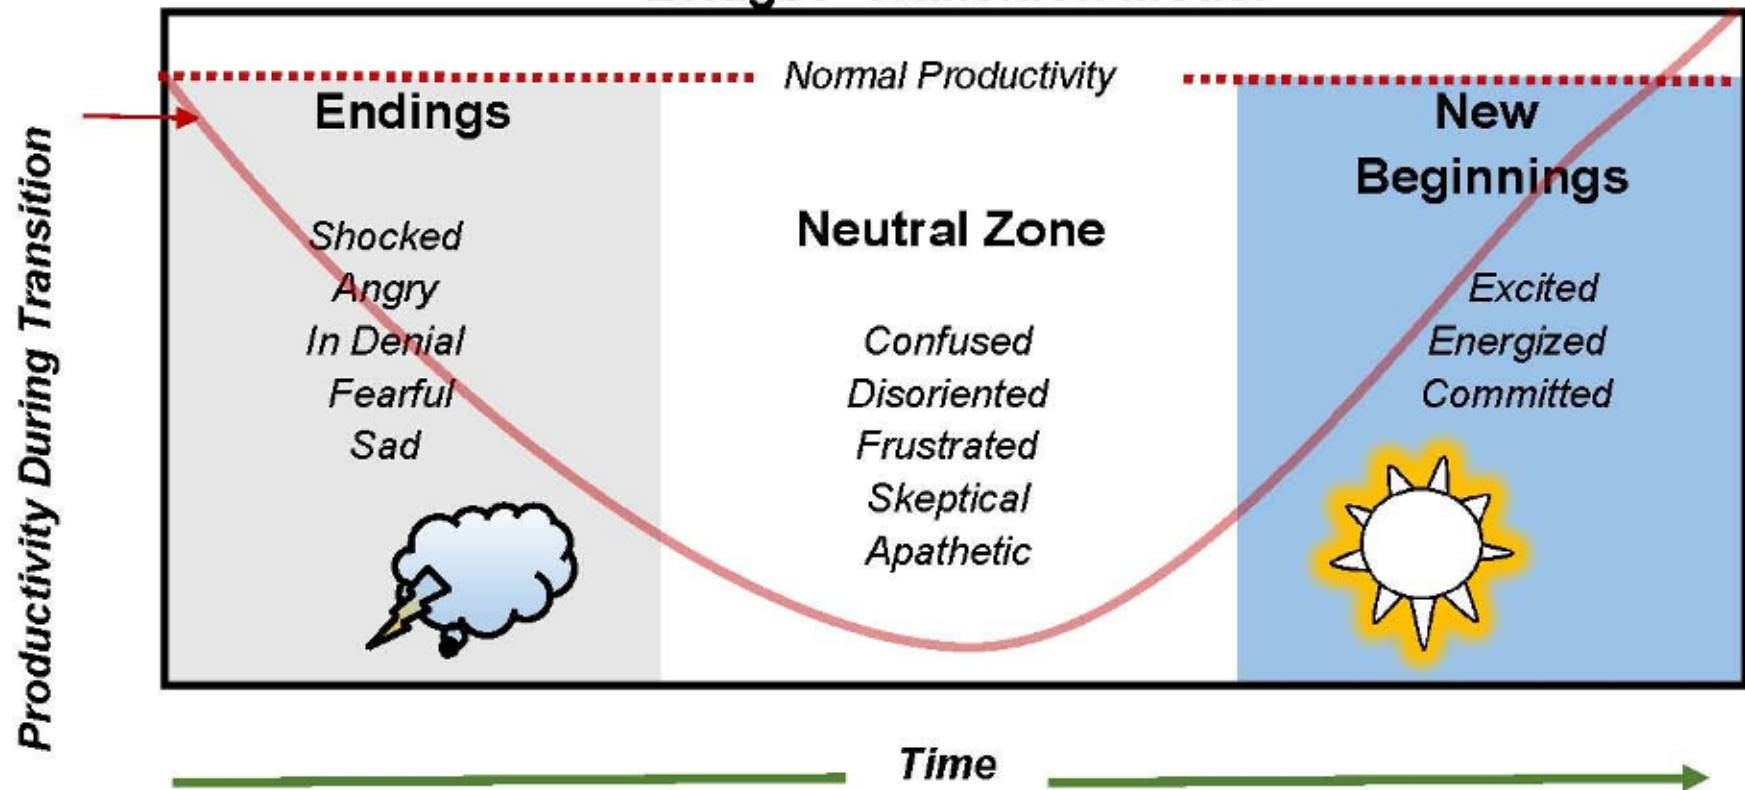 Normal Productivity
Endings
Shocked
Angry
In Denial
Fearful
Sad
Neutral Zone
Confused
Disoriented
Frustrated
Skeptical
Apathetic
New
Beginnings
Excited
Energized
Committed
Productivity During Transition
Time